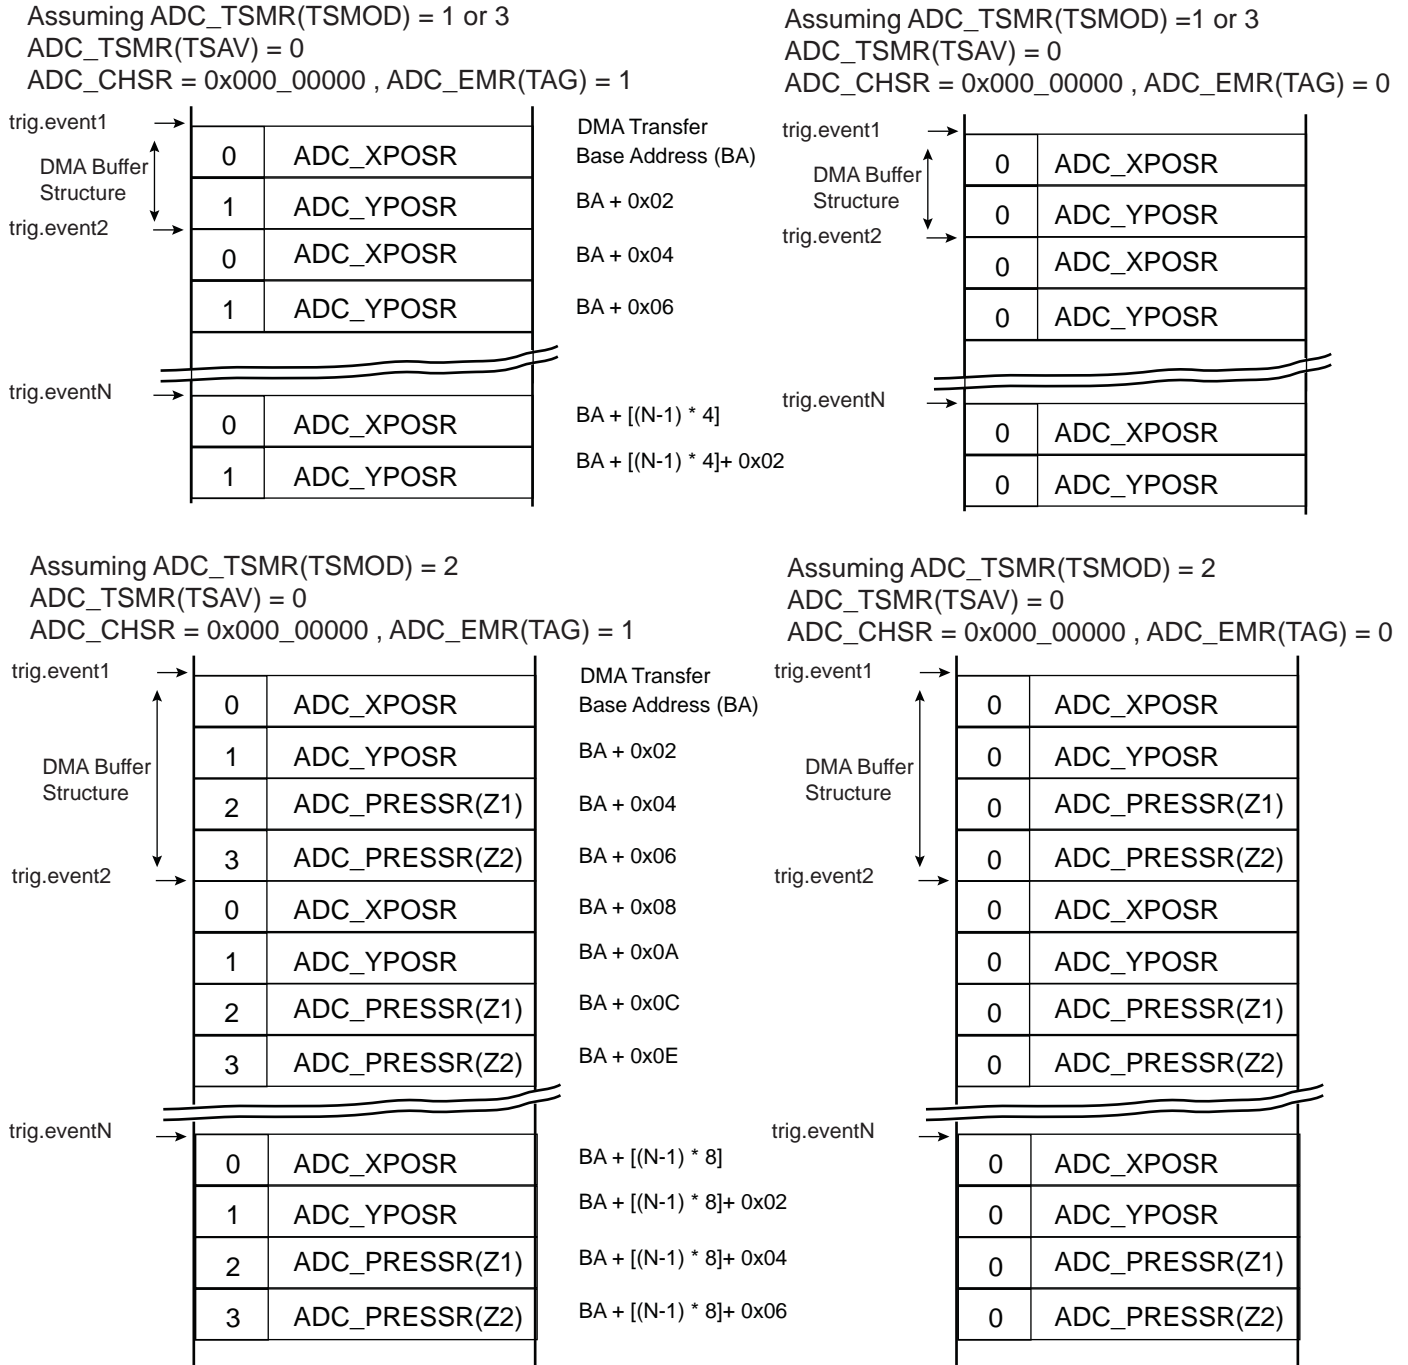 Assuming ADC_TSMR(TSMOD) = 1 or 3
ADC_TSMR(TSAV) = 0
ADC_CHSR = 0x000_00000 , ADC_EMR(TAG) = 1
trig.event1
DMA Buffer
Structure
trig.event2
trig.eventN
0 ADC_XPOSR
1 ADC_YPOSR
0 ADC_XPOSR
1 ADC_YPOSR
0 ADC_XPOSR
1 ADC_YPOSR
DMA Transfer
Base Address (BA)
BA + 0x02
BA + 0x04
BA + 0x06
BA + [(N-1) * 4]
BA + [(N-1) * 4]+ 0x02
Assuming ADC_TSMR(TSMOD) =1 or 3
ADC_TSMR(TSAV) = 0
ADC_CHSR = 0x000_00000 , ADC_EMR(TAG) = 0
trig.event1
DMA Buffer
Structure
trig.event2
trig.eventN
0 ADC_XPOSR
0 ADC_YPOSR
0 ADC_XPOSR
0 ADC_YPOSR
0 ADC_XPOSR
0 ADC_YPOSR
Assuming ADC_TSMR(TSMOD) = 2
ADC_TSMR(TSAV) = 0
ADC_CHSR = 0x000_00000 , ADC_EMR(TAG) = 1
trig.event1
DMA Buffer
Structure
trig.event2
trig.eventN
0 ADC_XPOSR
1 ADC_YPOSR
2 ADC_PRESSR(Z1)
3 ADC_PRESSR(Z2)
0 ADC_XPOSR
1 ADC_YPOSR
2 ADC_PRESSR(Z1)
3 ADC_PRESSR(Z2)
0 ADC_XPOSR
1 ADC_YPOSR
2 ADC_PRESSR(Z1)
3 ADC_PRESSR(Z2)
DMA Transfer
Base Address (BA)
BA + 0x02
BA + 0x04
BA + 0x06
BA + 0x08
BA + 0x0A
BA + 0x0C
BA + 0x0E
BA + [(N-1) * 8]
BA + [(N-1) * 8]+ 0x02
BA + [(N-1) * 8]+ 0x04
BA + [(N-1) * 8]+ 0x06
Assuming ADC_TSMR(TSMOD) = 2
ADC_TSMR(TSAV) = 0
ADC_CHSR = 0x000_00000 , ADC_EMR(TAG) = 0
trig.event1
DMA Buffer
Structure
trig.event2
trig.eventN
0 ADC_XPOSR
0 ADC_YPOSR
0 ADC_PRESSR(Z1)
0 ADC_PRESSR(Z2)
0 ADC_XPOSR
0 ADC_YPOSR
0 ADC_PRESSR(Z1)
0 ADC_PRESSR(Z2)
0 ADC_XPOSR
0 ADC_YPOSR
0 ADC_PRESSR(Z1)
0 ADC_PRESSR(Z2)